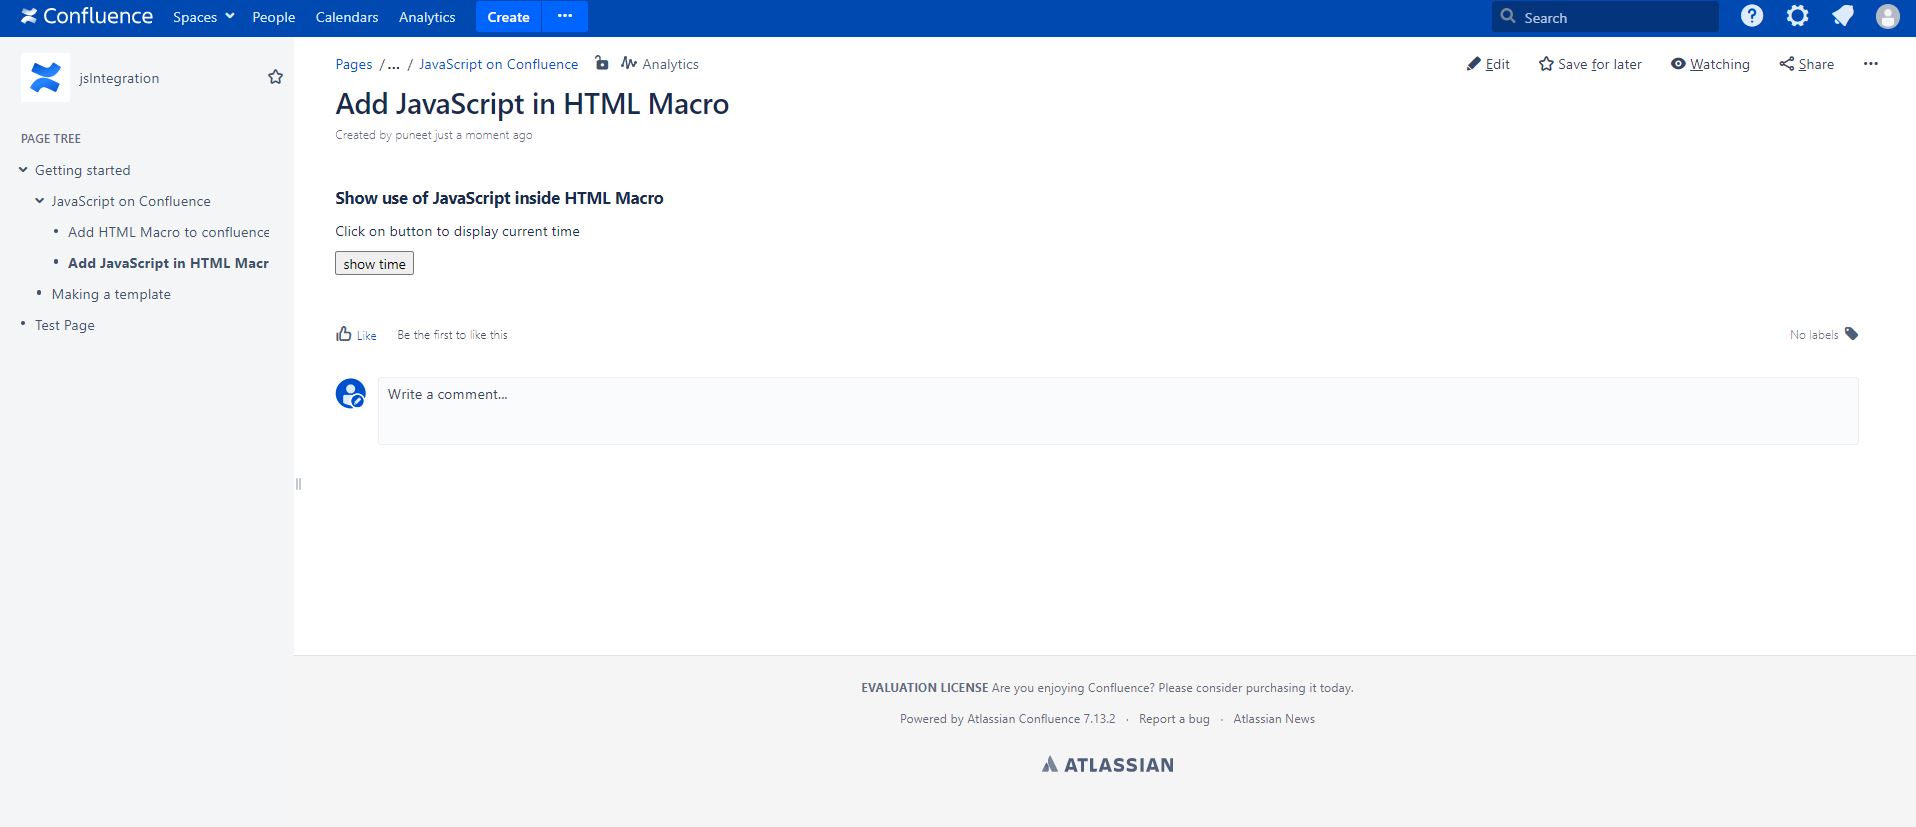 Confluence Spaces People Calendars Analytics Create ... Search
jsIntegration
PAGE TREE
Getting started
JavaScript on Confluence
Add HTML Macro to confluence
Add JavaScript in HTML Macr
Making a template
Test Page
Pages /... / JavaScript on Confluence Analytics Edit Save for later Watching Share ...
Add JavaScript in HTML Macro
Created by puneet just a moment ago
Show use of JavaScript inside HTML Macro
Click on button to display current time
show time
Like Be the first to like this No labels
Write a comment...
EVALUATION LICENSE Are you enjoying Confluence? Please consider purchasing it today.
Powered by Atlassian Confluence 7.13.2 · Report a bug · Atlassian News
ATLASSIAN